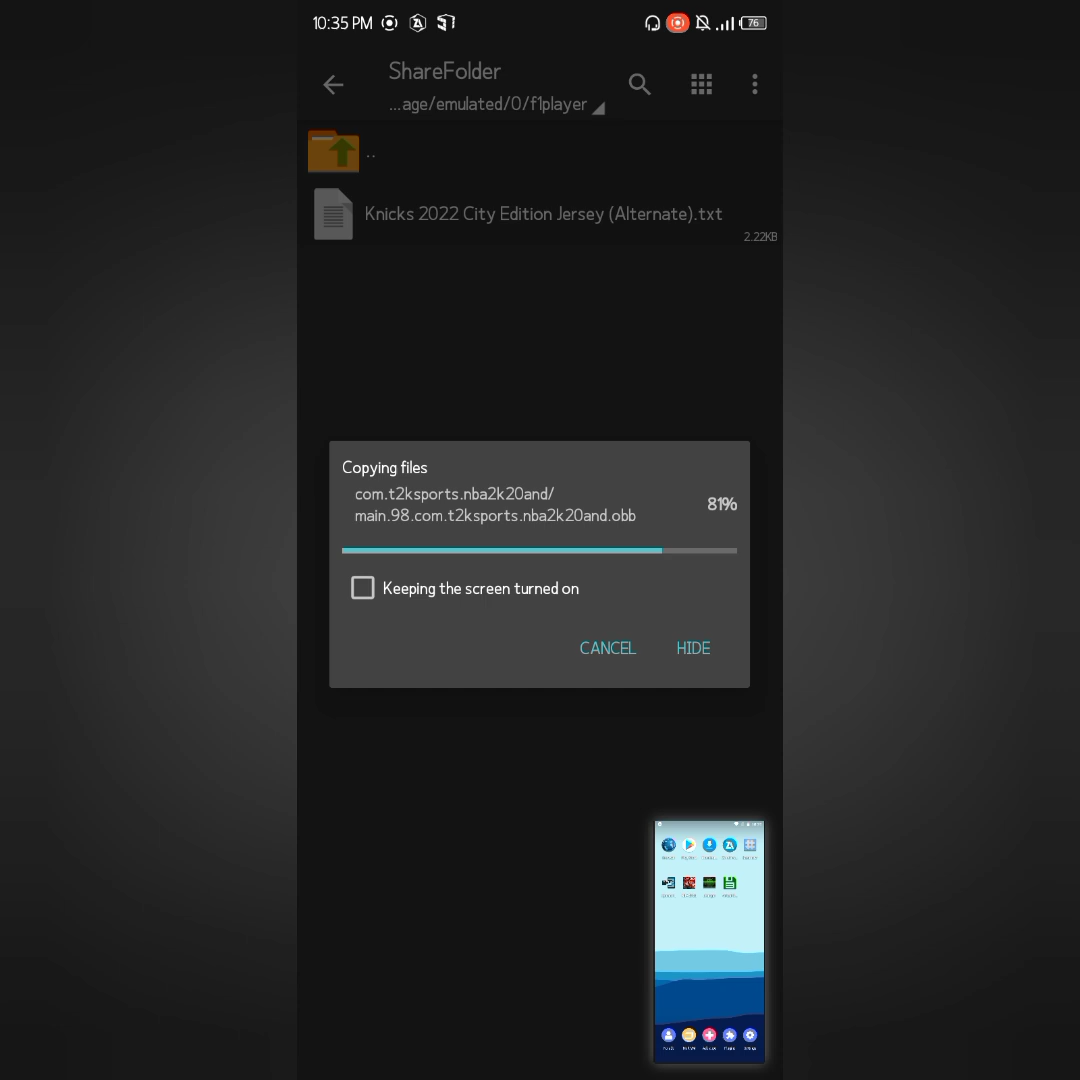 10:35 PM
76
ShareFolder
...age/emulated/0/f1player
..
Knicks 2022 City Edition Jersey (Alternate).txt
2.22KB
Copying files
com.t2ksports.nba2k20and/
main.98.com.t2ksports.nba2k20and.obb
81%
Keeping the screen turned on
CANCEL
HIDE